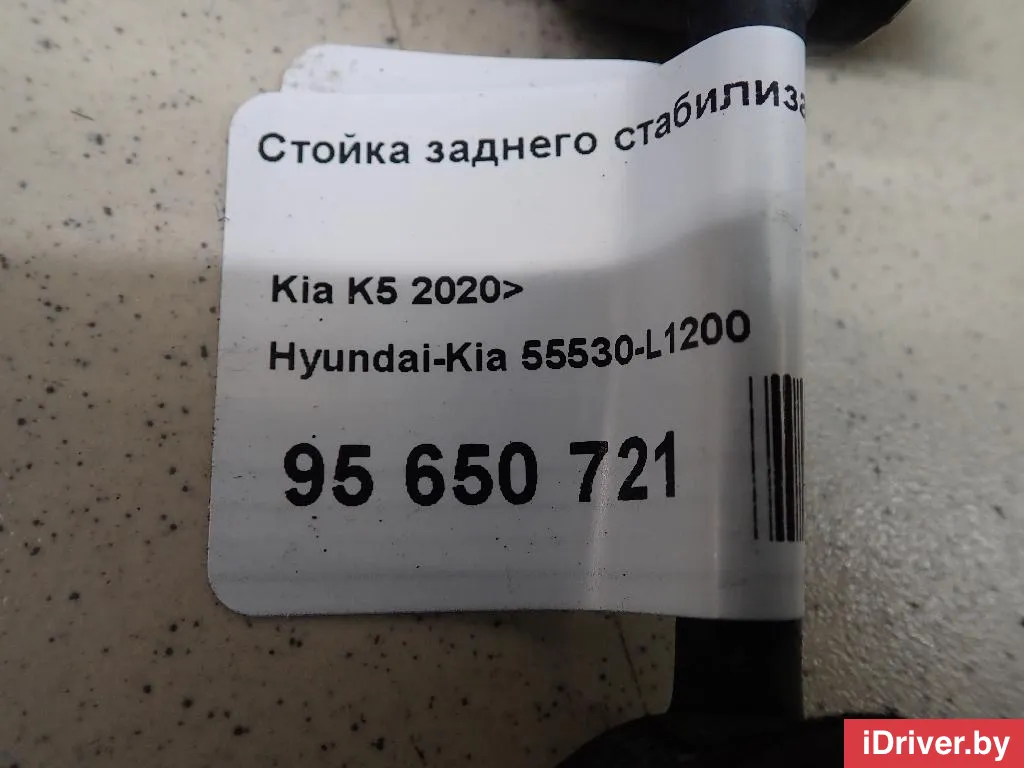 Стойка заднего стабилиза
Kia K5 2020>
Hyundai-Kia 55530-L1200
95 650 721
iDriver.by